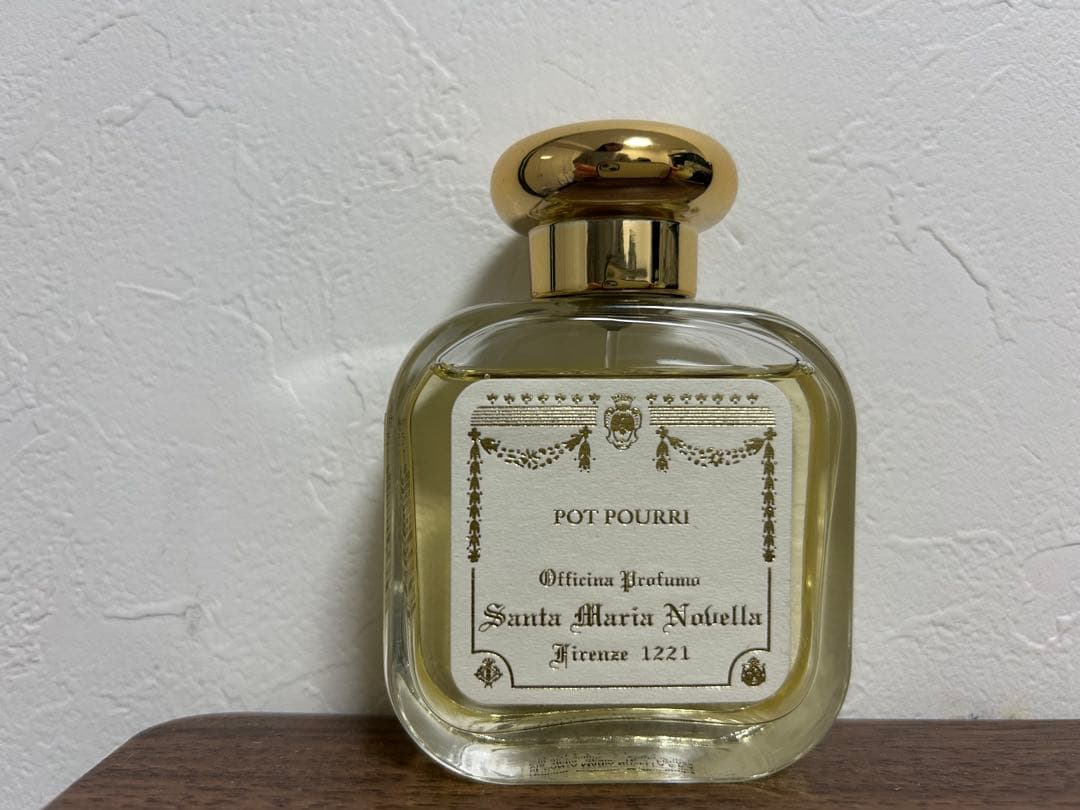 POT POURRI
Officina Profumo
Santa Maria Novella
Firenze 1221